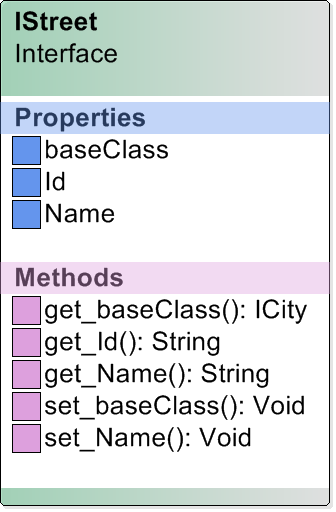 IStreet
Interface
Properties
baseClass
Id
Name
Methods
get_baseClass(): ICity
get_Id(): String
get_Name(): String
set_baseClass(): Void
set_Name(): Void